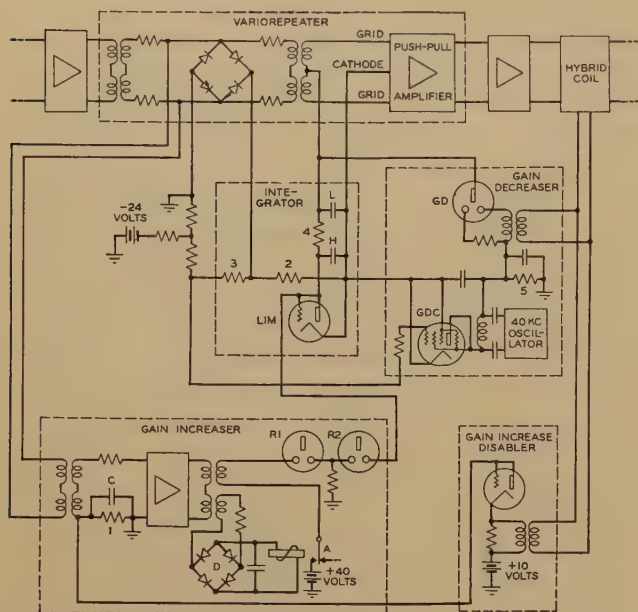 VARIOREPEATER
GRID
CATHODE
GRID
PUSH-PULL
AMPLIFIER
HYBRID
COIL
-24
VOLTS
INTE-
GRATOR
L
4
H
3
2
LIM
GAIN
DECREASER
GD
5
GDC
40 KC
OSCIL-
LATOR
GAIN INCREASER
R1
R2
C
1
D
A
+40
VOLTS
GAIN INCREASE
DISABLER
+10
VOLTS